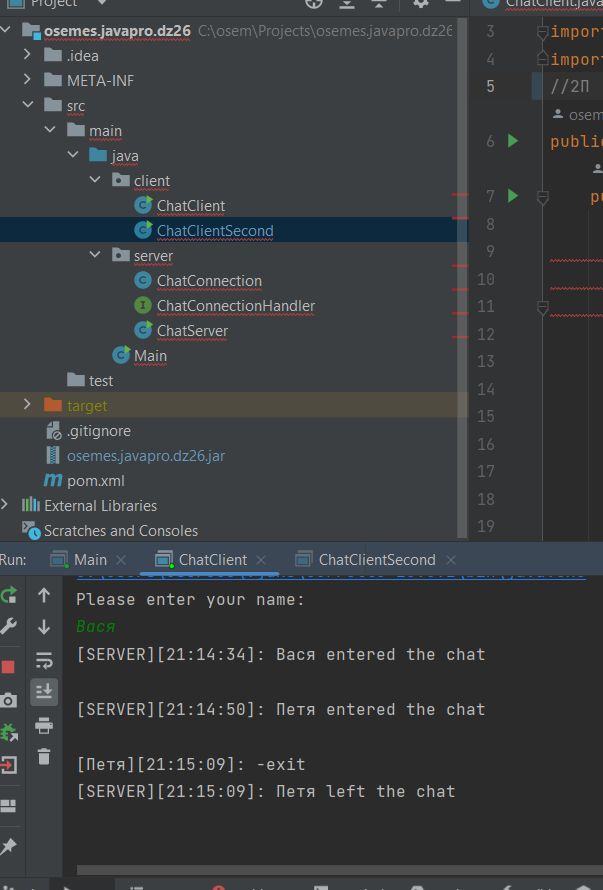 Project
ChatClient.java
osemes.javapro.dz26 C:\osem\Projects\osemes.javapro.dz26
.idea
META-INF
src
main
java
client
ChatClient
ChatClientSecond
server
ChatConnection
ChatConnectionHandler
ChatServer
Main
test
target
.gitignore
osemes.javapro.dz26.jar
pom.xml
External Libraries
Scratches and Consoles
3 import
4 import
5 //2П
osem
6 public
7 pu
8
9
10
11
12
13
14
15
16
17
18
19
Run: Main ChatClient ChatClientSecond
Please enter your name:
Вася
[SERVER][21:14:34]: Вася entered the chat
[SERVER][21:14:50]: Петя entered the chat
[Петя][21:15:09]: -exit
[SERVER][21:15:09]: Петя left the chat